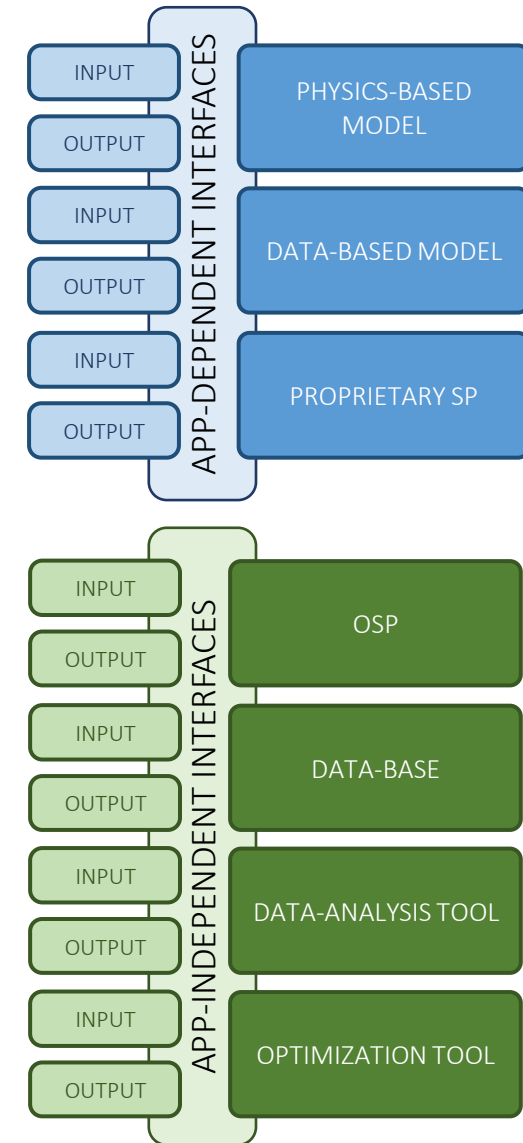 INPUT
OUTPUT
INPUT
OUTPUT
INPUT
OUTPUT
APP-DEPENDENT INTERFACES
PHYSICS-BASED
MODEL
DATA-BASED MODEL
PROPRIETARY SP
INPUT
OUTPUT
INPUT
OUTPUT
INPUT
OUTPUT
INPUT
OUTPUT
APP-INDEPENDENT INTERFACES
OSP
DATA-BASE
DATA-ANALYSIS TOOL
OPTIMIZATION TOOL